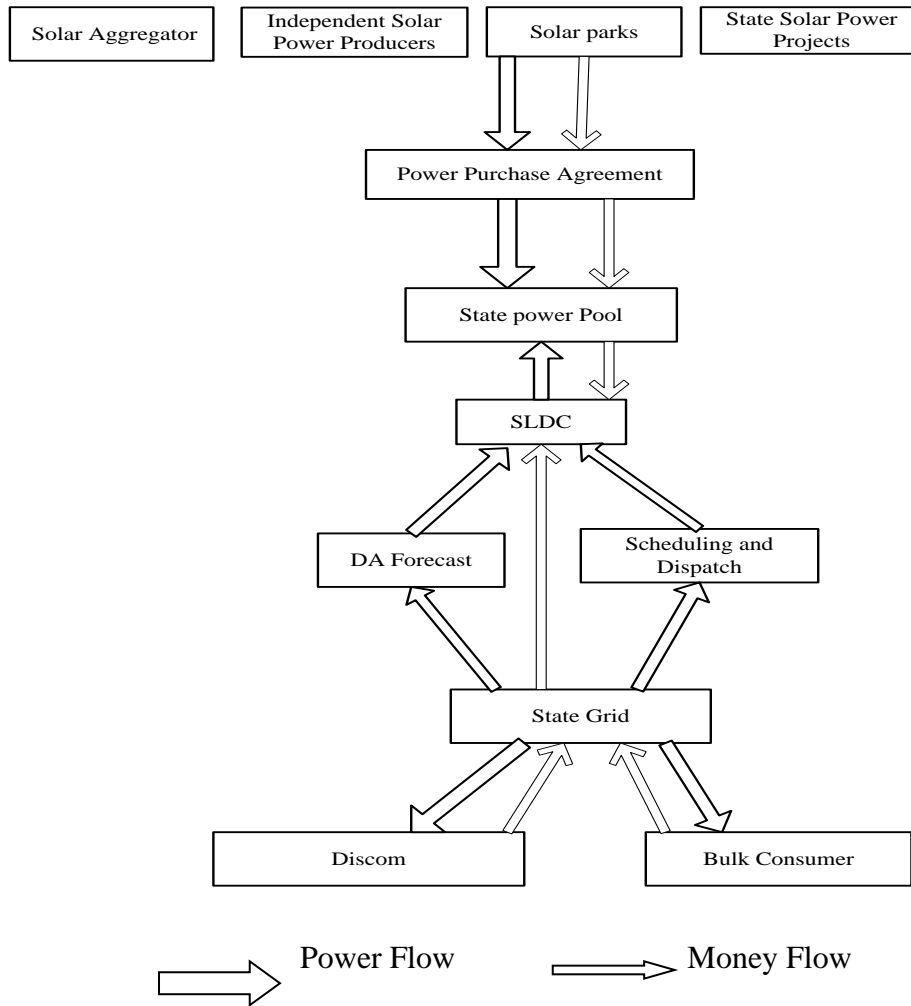 Solar Aggregator
Independent Solar
Power Producers
Solar parks
State Solar Power
Projects
Power Purchase Agreement
State power Pool
SLDC
DA Forecast
Scheduling and
Dispatch
State Grid
Discom
Bulk Consumer
Power Flow
Money Flow